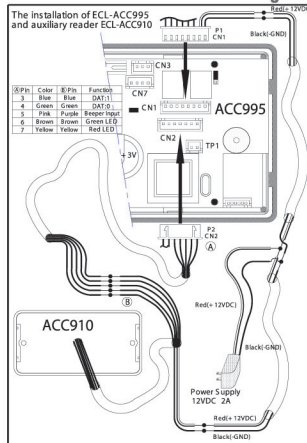 The installation of ECL-ACC995
and auxiliary reader ECL-ACC910
Red(+12VDC)
P1
CN1
Black(-GND)
ⒶPin Color ⒷPin Function
3 Blue Blue DAT:1
4 Green Green DAT:0
5 Pink Purple Beeper Input
6 Brown Brown Green LED
7 Yellow Yellow Red LED
CN3
CN7
CN1
ACC995
CN2
TP1
+3V
P2
CN2
Ⓐ
Ⓑ
Red(+12VDC)
ACC910
Black(-GND)
Power Supply
12VDC 2A
Red(+12VDC)
Black(-GND)